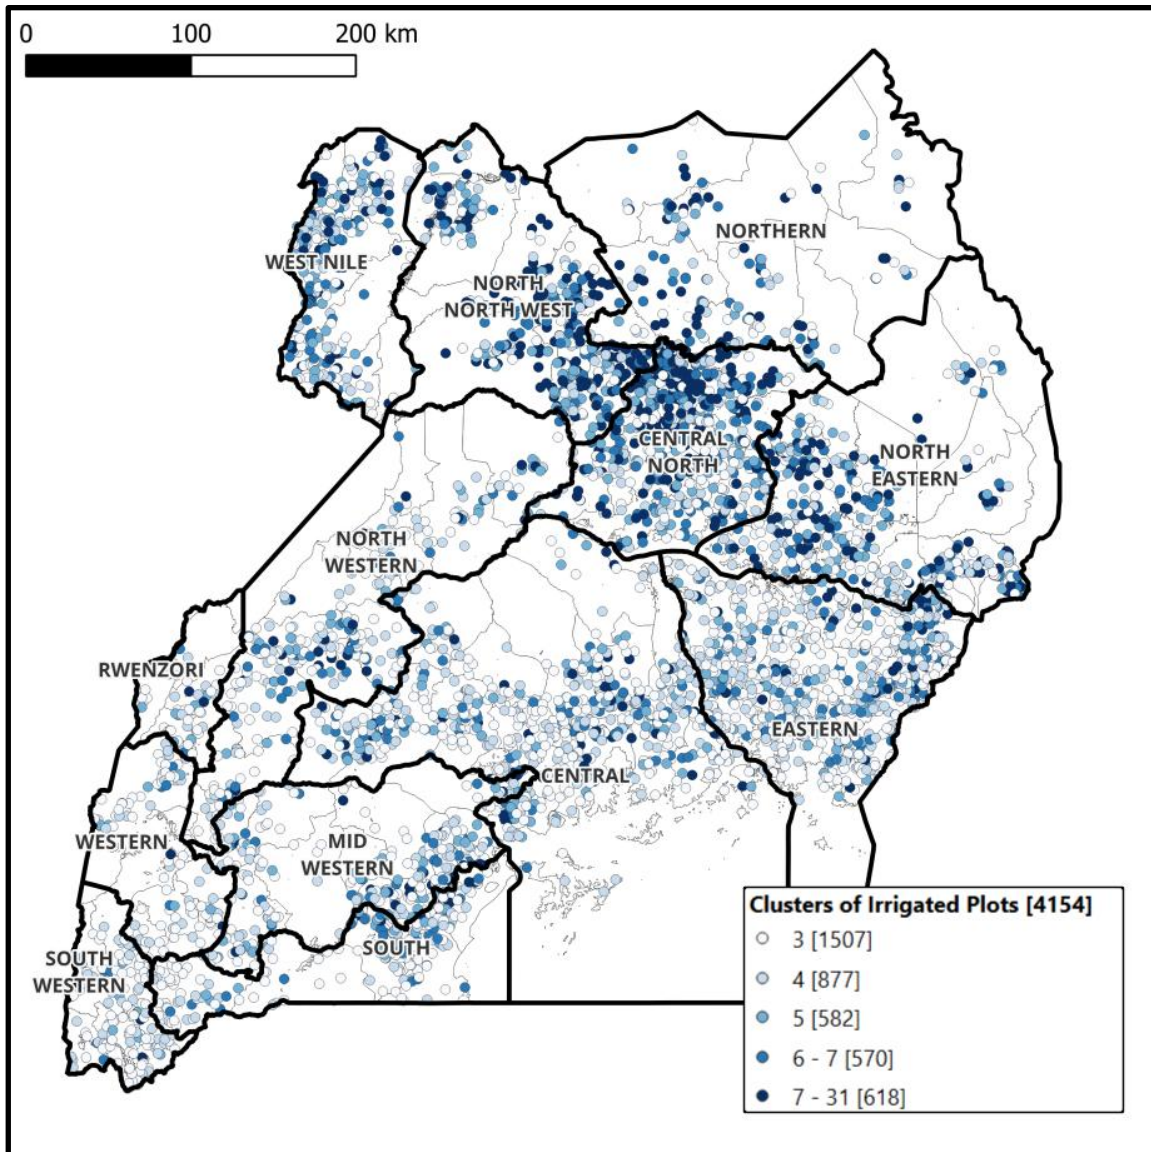 0 100 200 km
NORTHERN
WEST NILE
NORTH
NORTH WEST
CENTRAL
NORTH
NORTH
EASTERN
NORTH
WESTERN
RWENZORI
EASTERN
CENTRAL
WESTERN
MID
WESTERN
SOUTH
SOUTH
WESTERN
Clusters of Irrigated Plots [4154]
3 [1507]
4 [877]
5 [582]
6 - 7 [570]
7 - 31 [618]